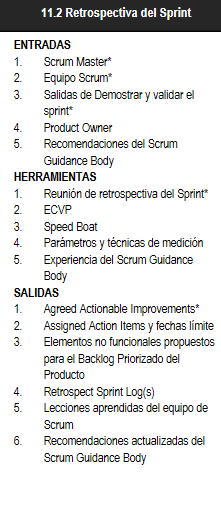 11.2 Retrospectiva del Sprint
ENTRADAS
1. Scrum Master*
2. Equipo Scrum*
3. Salidas de Demostrar y validar el
sprint*
4. Product Owner
5. Recomendaciones del Scrum
Guidance Body
HERRAMIENTAS
1. Reunión de retrospectiva del Sprint*
2. ECVP
3. Speed Boat
4. Parámetros y técnicas de medición
5. Experiencia del Scrum Guidance
Body
SALIDAS
1. Agreed Actionable Improvements*
2. Assigned Action Items y fechas límite
3. Elementos no funcionales propuestos
para el Backlog Priorizado del
Producto
4. Retrospect Sprint Log(s)
5. Lecciones aprendidas del equipo de
Scrum
6. Recomendaciones actualizadas del
Scrum Guidance Body